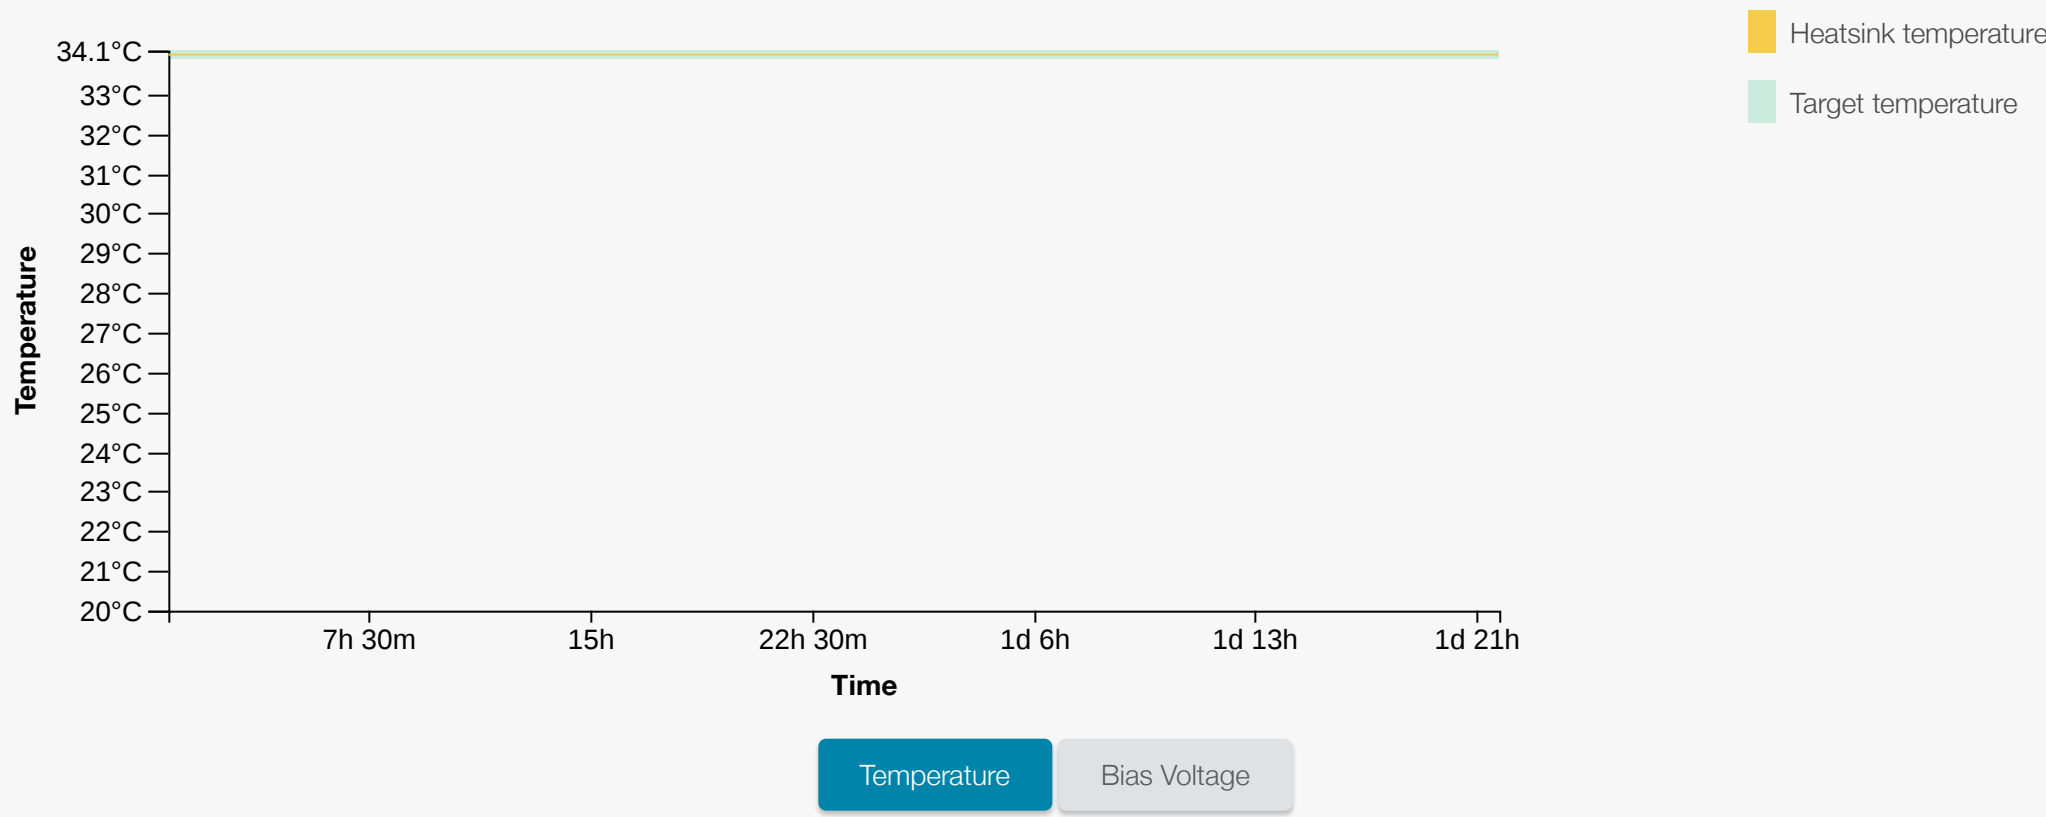 Heatsink temperature
Target temperature
34.1°C
33°C
32°C
31°C
30°C
29°C
28°C
27°C
26°C
25°C
24°C
23°C
22°C
21°C
20°C
Temperature
7h 30m
15h
22h 30m
1d 6h
1d 13h
1d 21h
Time
Temperature
Bias Voltage